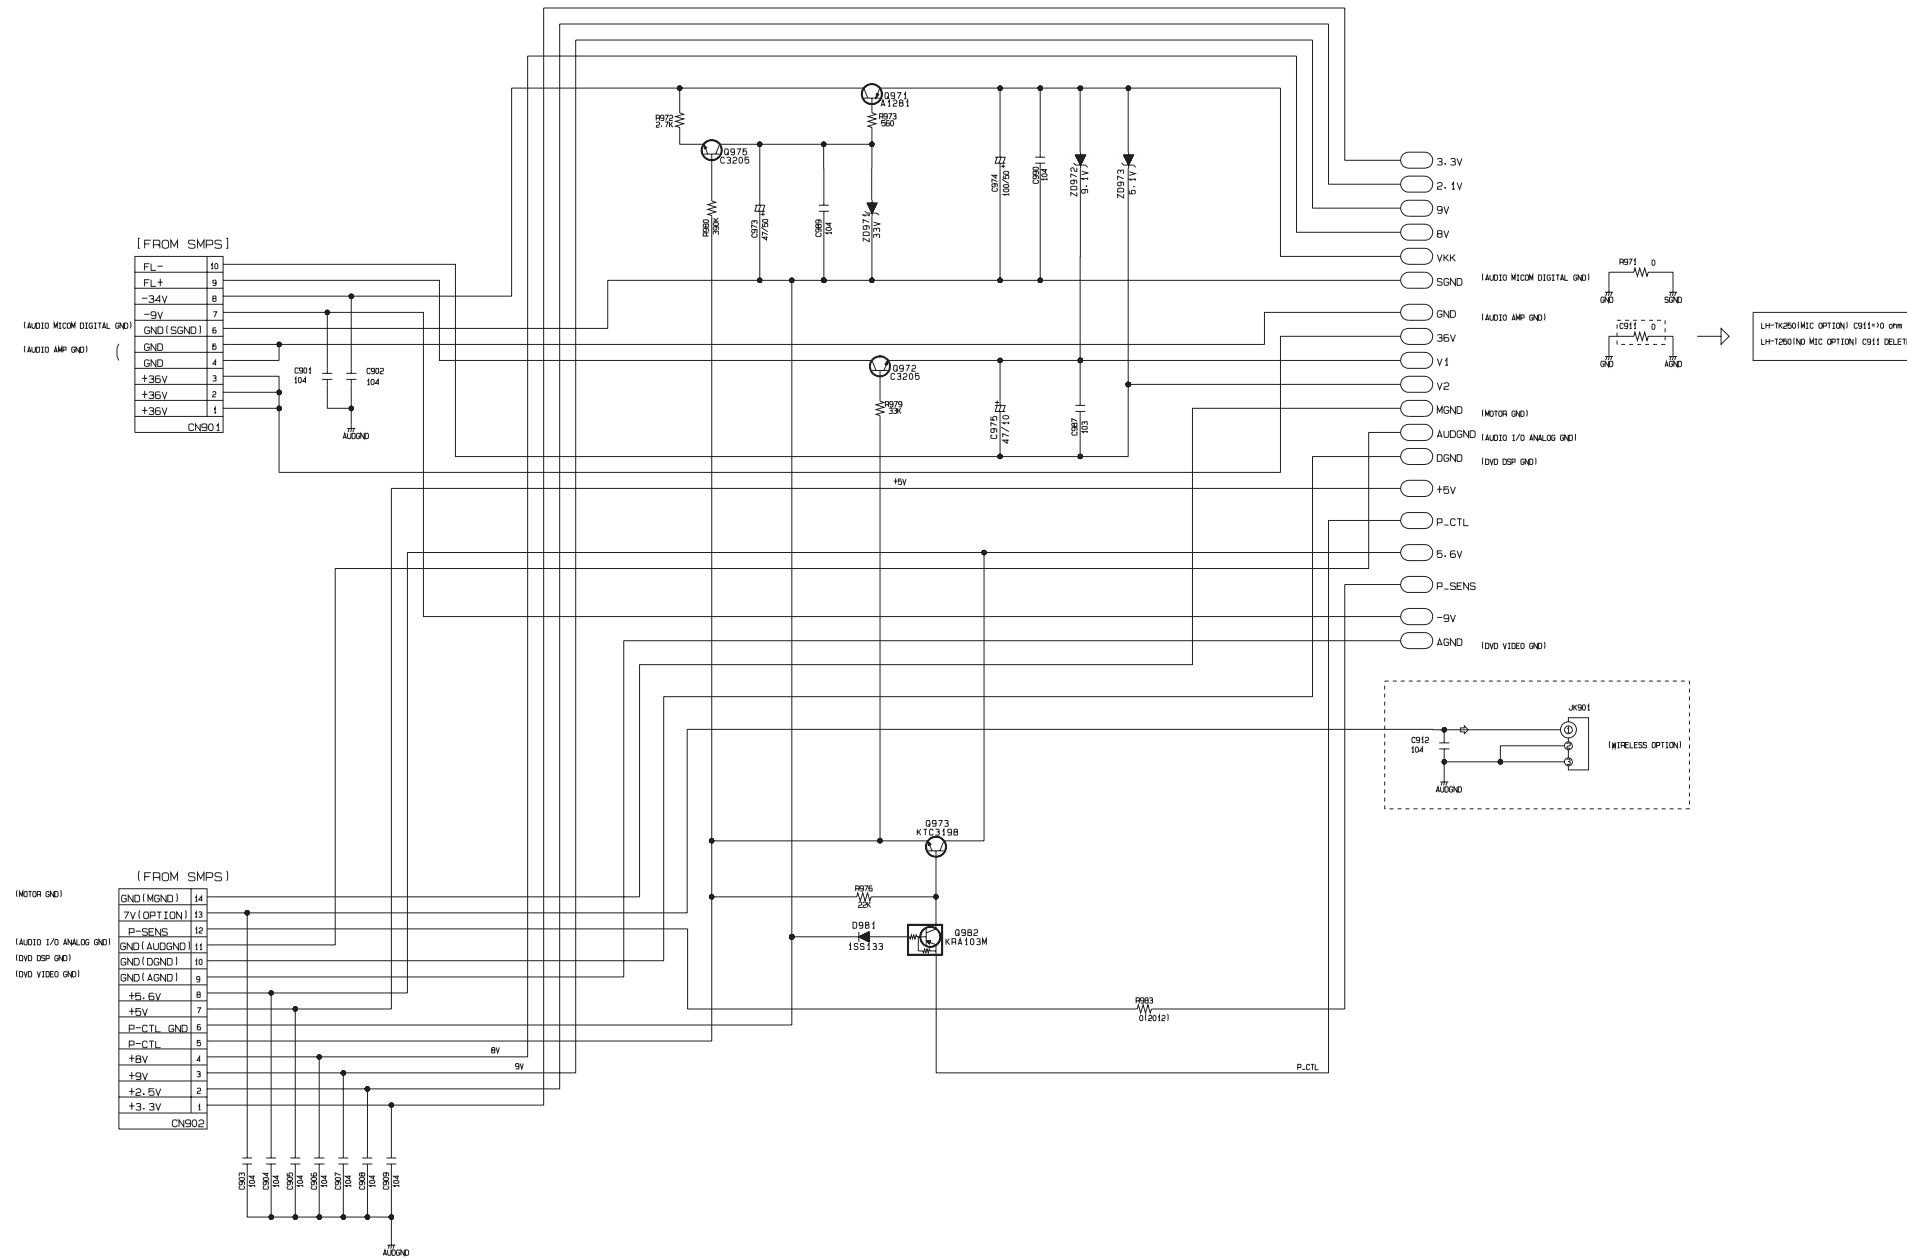 Q971
A1281
R972
2.7K
R973
560
Q975
C3205
R980
390K
C973
47/50
C989
104
ZD971
33V
C974
100/50
C990
104
ZD972
9.1V
ZD973
5.1V
3.3V
2.1V
9V
8V
VKK
SGND
(AUDIO MICOM DIGITAL GND)
GND
(AUDIO AMP GND)
36V
V1
V2
MGND
(MOTOR GND)
AUDGND
(AUDIO I/O ANALOG GND)
DGND
(DVD DSP GND)
+5V
P_CTL
5.6V
P_SENS
-9V
AGND
(DVD VIDEO GND)
R971 0
GND
SGND
C911 0
GND
AGND
LH-TK250(MIC OPTION) C911=>0 ohm
LH-T250(NO MIC OPTION) C911 DELET
[FROM SMPS]
FL- 10
FL+ 9
-34V 8
-9V 7
GND(SGND) 6
GND 5
GND 4
+36V 3
+36V 2
+36V 1
CN901
(AUDIO MICOM DIGITAL GND)
(AUDIO AMP GND) (
C901
104
C902
104
AUDGND
Q972
C3205
R979
33K
C975
47/10
C987
103
+5V
JK901
C912
104
1
2
3
AUDGND
(WIRELESS OPTION)
Q973
KTC3198
R976
22K
D981
1SS133
Q982
KRA103M
R983
0(2012)
P_CTL
(FROM SMPS)
GND(MGND) 14
7V(OPTION) 13
P-SENS 12
GND(AUDGND) 11
GND(DGND) 10
GND(AGND) 9
+5.6V 8
+5V 7
P-CTL GND 6
P-CTL 5
+8V 4
+9V 3
+2.5V 2
+3.3V 1
CN902
(MOTOR GND)
(AUDIO I/O ANALOG GND)
(DVD DSP GND)
(DVD VIDEO GND)
8V
9V
C903
104
C904
104
C905
104
C906
104
C907
104
C908
104
C909
104
AUDGND